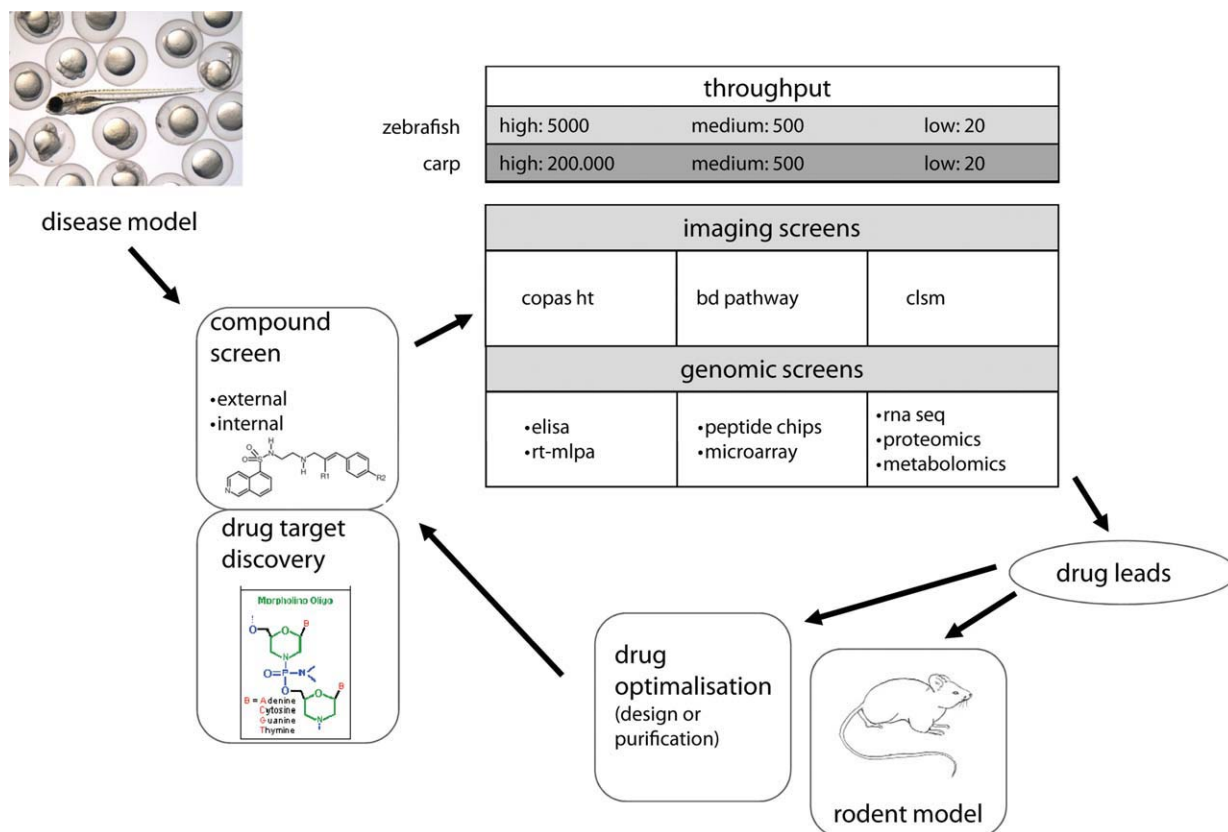 throughput
zebrafish high: 5000 medium: 500 low: 20
carp high: 200.000 medium: 500 low: 20
disease model
imaging screens
copas ht bd pathway clsm
genomic screens
•elisa
•rt-mlpa
•peptide chips
•microarray
•rna seq
•proteomics
•metabolomics
compound
screen
•external
•internal
H
O
S
N
O
N
H
R1
R2
N
drug target
discovery
Morpholino Oligo
B
O
O
N
O=P-N
O
O
B
N
B = Adenine
Cytosine
Guanine
Thymine
drug leads
drug
optimalisation
(design or
purification)
rodent model